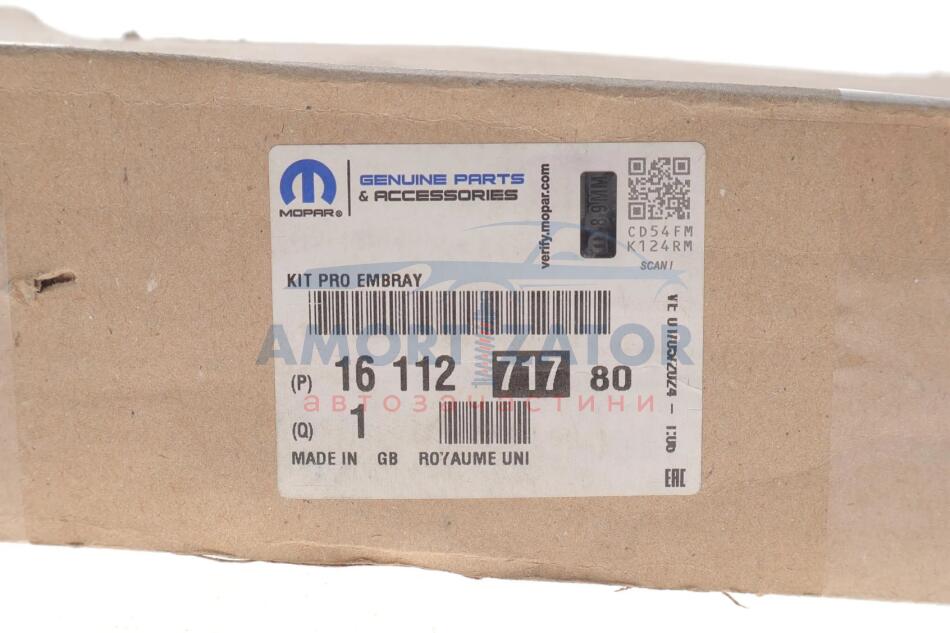 MOPAR®
GENUINE PARTS
& ACCESSORIES
verify.mopar.com
CD54FM
K124RM
SCAN !
KIT PRO EMBRAY
AMORTIZATOR
(P) 16 112 717 80
автозапчастини
(Q) 1
MADE IN GB ROYAUME UNI
EAC